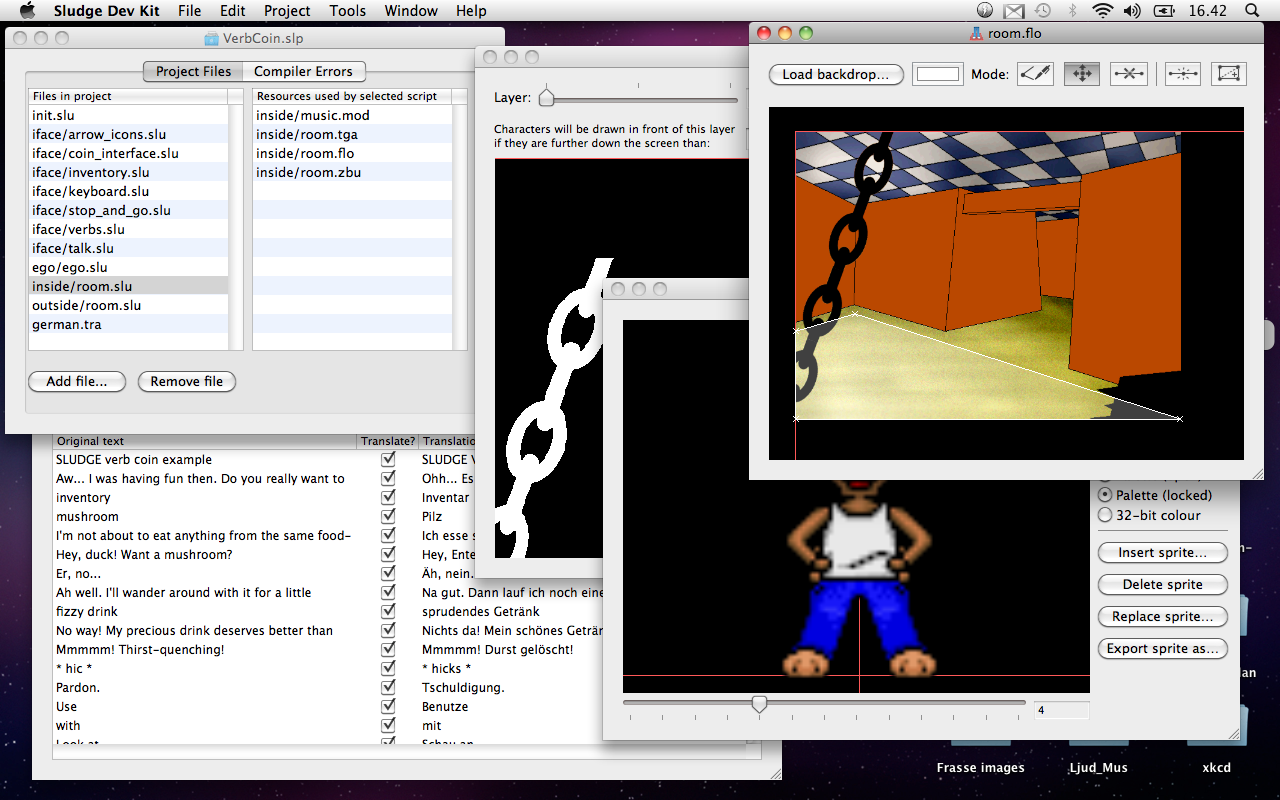 Sludge Dev Kit File Edit Project Tools Window Help 16.42
VerbCoin.slp
Project Files Compiler Errors
Files in project
init.slu
iface/arrow_icons.slu
iface/coin_interface.slu
iface/inventory.slu
iface/keyboard.slu
iface/stop_and_go.slu
iface/verbs.slu
iface/talk.slu
ego/ego.slu
inside/room.slu
outside/room.slu
german.tra
Resources used by selected script
inside/music.mod
inside/room.tga
inside/room.flo
inside/room.zbu
Add file... Remove file
Layer:
Characters will be drawn in front of this layer
if they are further down the screen than:
room.flo
Load backdrop... Mode:
Original text Translate? Translation
SLUDGE verb coin example SLUDGE
Aw... I was having fun then. Do you really want to Ohh... Es
inventory Inventar
mushroom Pilz
I'm not about to eat anything from the same food- Ich esse
Hey, duck! Want a mushroom? Hey, Ente
Er, no... Äh, nein.
Ah well. I'll wander around with it for a little Na gut. Dann lauf ich noch eine
fizzy drink sprudendes Getränk
No way! My precious drink deserves better than Nichts da! Mein schönes Geträn
Mmmmm! Thirst-quenching! Mmmmm! Durst gelöscht!
* hic * * hicks *
Pardon. Tschuldigung.
Use Benutze
with mit
Look at Schau an
Palette (locked)
32-bit colour
Insert sprite...
Delete sprite
Replace sprite...
Export sprite as...
4
Frasse images Ljud_Mus xkcd